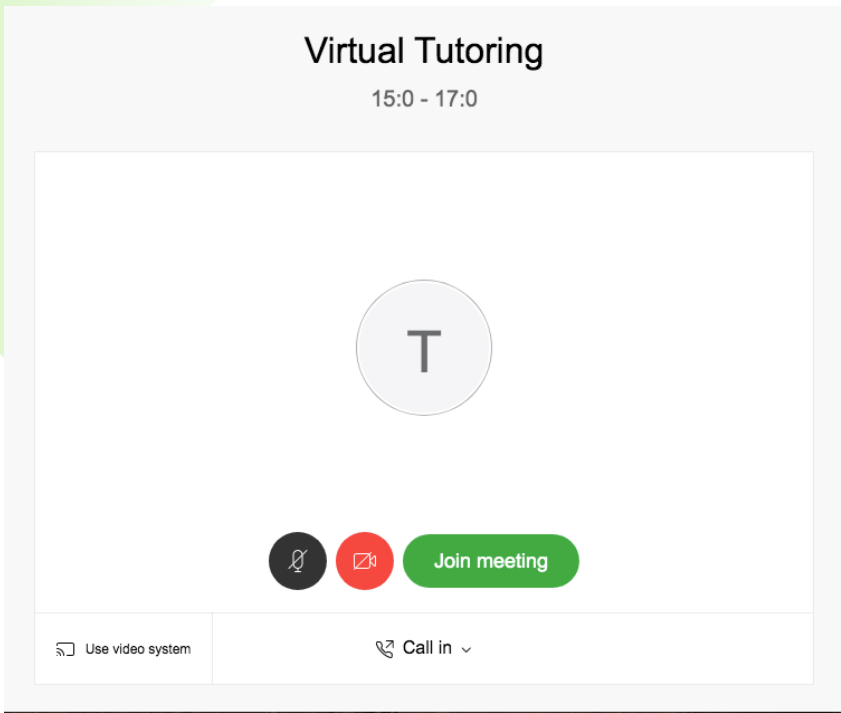 Virtual Tutoring
15:0 - 17:0
T
Join meeting
Use video system
Call in